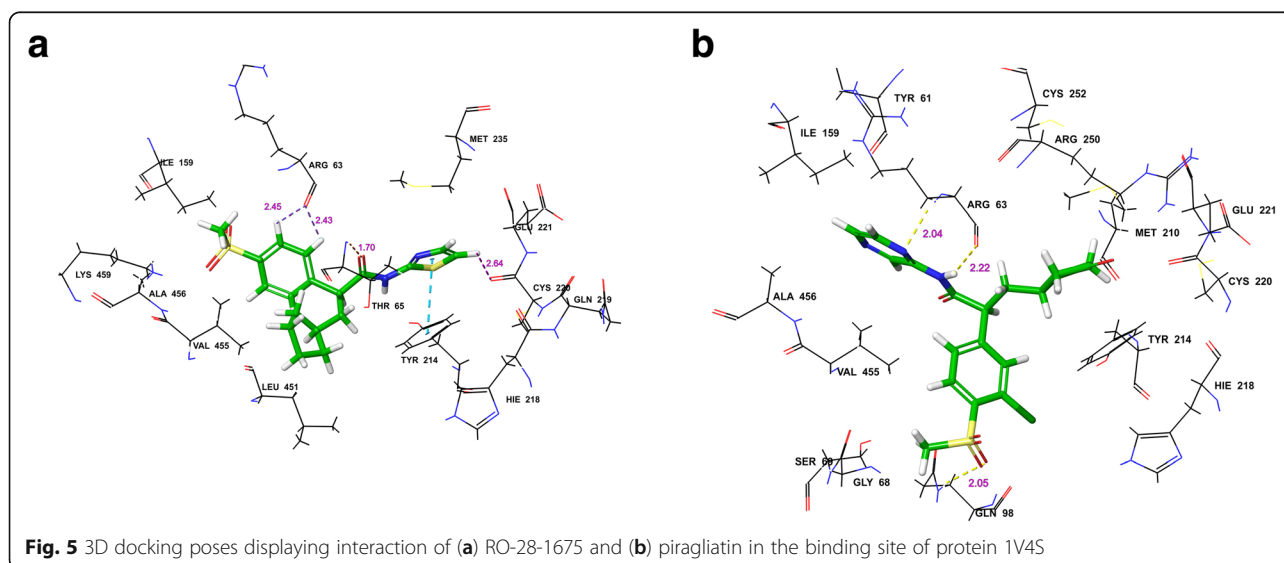 a
b
ILE 159
ARG 63
MET 235
2.45
2.43
1.70
GLU 221
2.64
LYS 459
ALA 456
VAL 455
THR 65
CYS 220
GLN 219
TYR 214
LEU 451
HIE 218
TYR 61
CYS 252
ILE 159
ARG 250
ARG 63
2.04
2.22
GLU 221
MET 210
CYS 220
ALA 456
VAL 455
TYR 214
HIE 218
SER 69
GLY 68
2.05
GLN 98
Fig. 5 3D docking poses displaying interaction of (a) RO-28-1675 and (b) piragliatin in the binding site of protein 1V4S